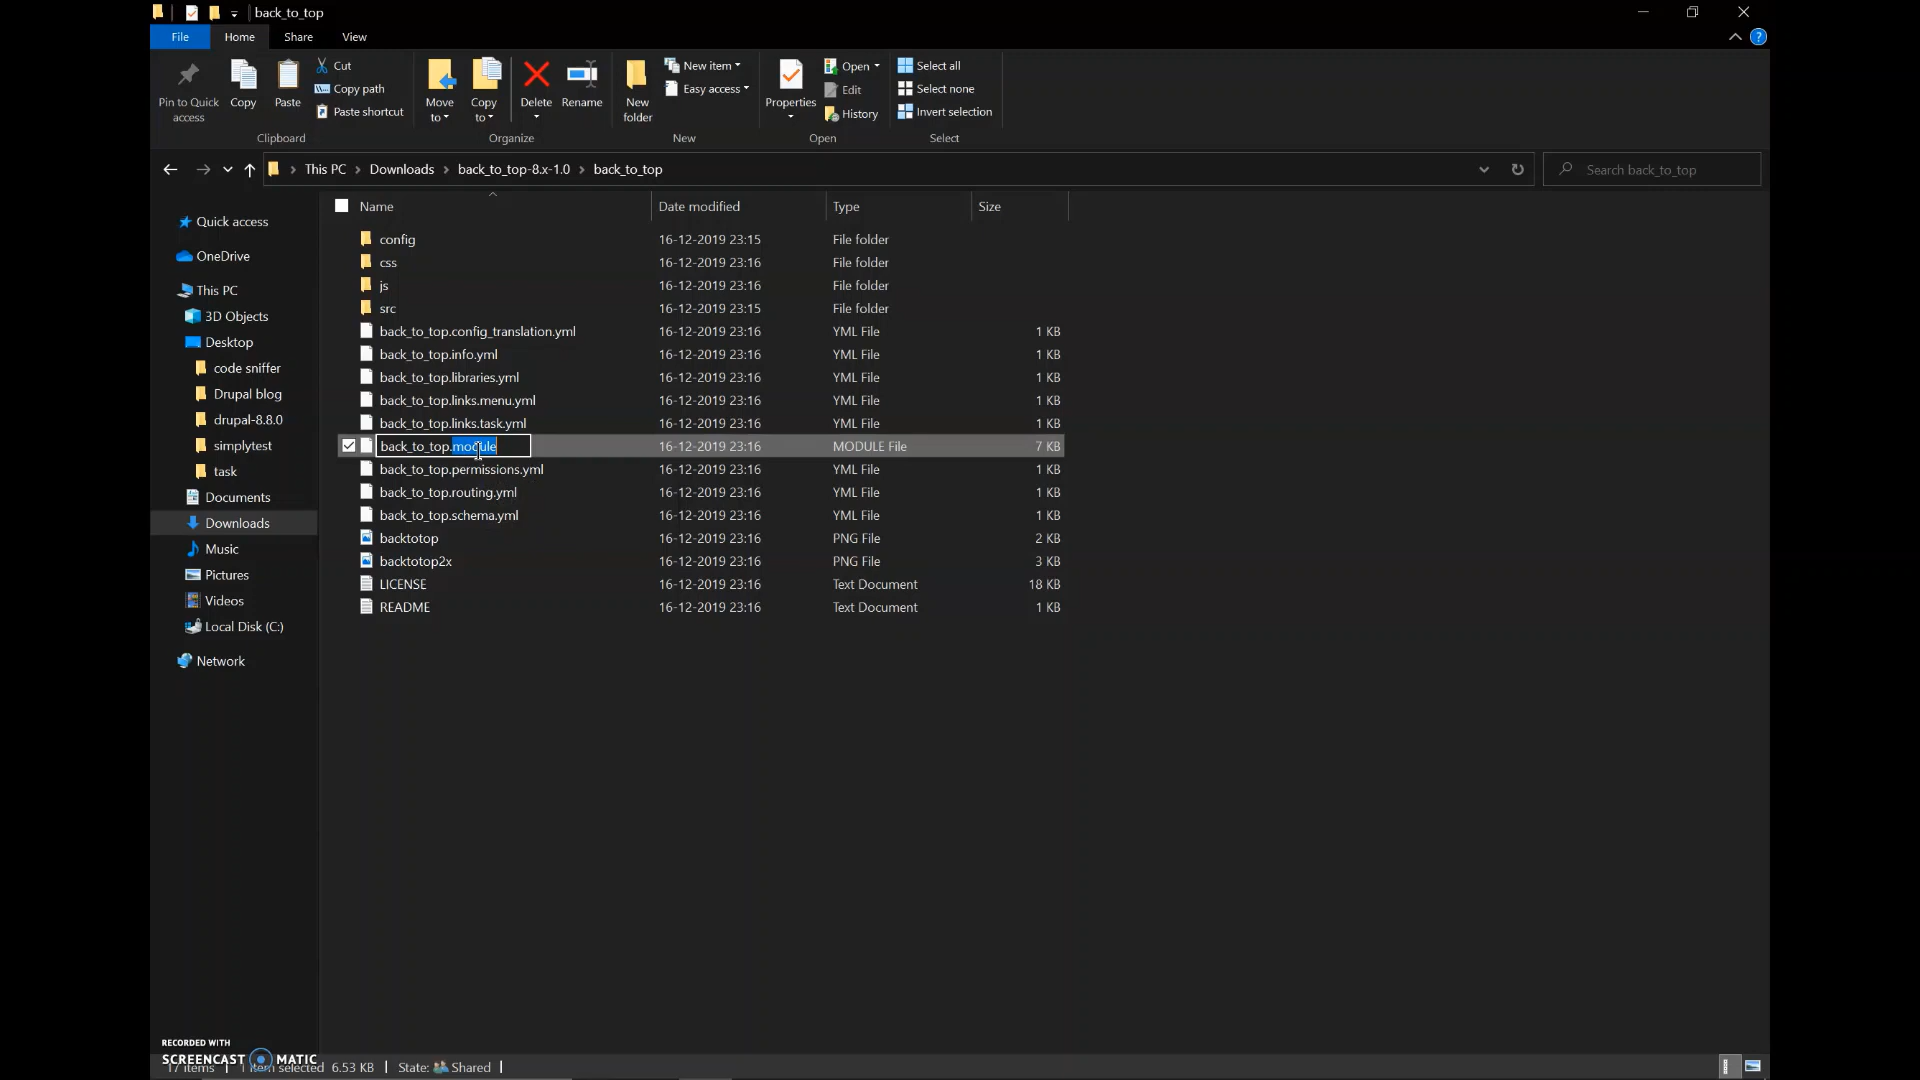 back_to_top
File Home Share View
Pin to Quick access
Copy
Paste
Cut
Copy path
Paste shortcut
Clipboard
Move to
Copy to
Delete
Rename
Organize
New folder
New item
Easy access
New
Properties
Open
Edit
History
Open
Select all
Select none
Invert selection
Select
This PC > Downloads > back_to_top-8.x-1.0 > back_to_top
Search back_to_top
Quick access
OneDrive
This PC
3D Objects
Desktop
code sniffer
Drupal blog
drupal-8.8.0
simplytest
task
Documents
Downloads
Music
Pictures
Videos
Local Disk (C:)
Network
Name Date modified Type Size
config 16-12-2019 23:15 File folder
css 16-12-2019 23:16 File folder
js 16-12-2019 23:16 File folder
src 16-12-2019 23:15 File folder
back_to_top.config_translation.yml 16-12-2019 23:16 YML File 1 KB
back_to_top.info.yml 16-12-2019 23:16 YML File 1 KB
back_to_top.libraries.yml 16-12-2019 23:16 YML File 1 KB
back_to_top.links.menu.yml 16-12-2019 23:16 YML File 1 KB
back_to_top.links.task.yml 16-12-2019 23:16 YML File 1 KB
back_to_top.module 16-12-2019 23:16 MODULE File 7 KB
back_to_top.permissions.yml 16-12-2019 23:16 YML File 1 KB
back_to_top.routing.yml 16-12-2019 23:16 YML File 1 KB
back_to_top.schema.yml 16-12-2019 23:16 YML File 1 KB
backtotop 16-12-2019 23:16 PNG File 2 KB
backtotop2x 16-12-2019 23:16 PNG File 3 KB
LICENSE 16-12-2019 23:16 Text Document 18 KB
README 16-12-2019 23:16 Text Document 1 KB
RECORDED WITH
SCREENCAST MATIC
17 items 1 item selected 6.53 KB State: Shared